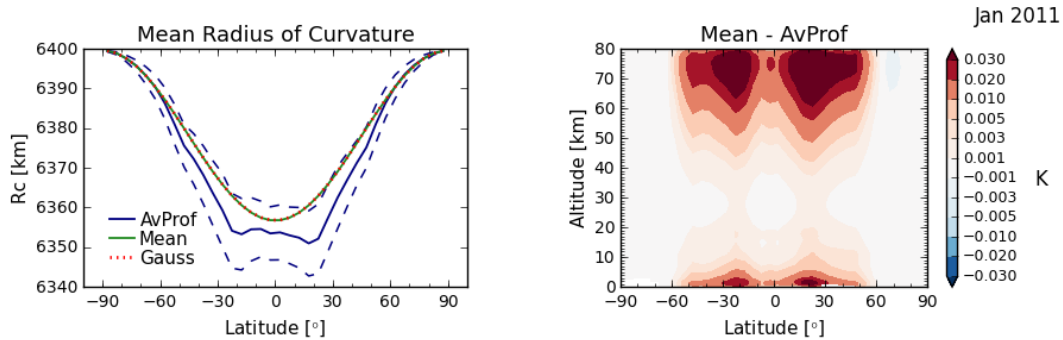 Jan 2011
Mean Radius of Curvature
6400
6390
6380
6370
6360
6350
6340
Rc [km]
AvProf
Mean
Gauss
−90 −60 −30 0 30 60 90
Latitude [°]
Mean - AvProf
80
70
60
50
40
30
20
10
0
Altitude [km]
−90 −60 −30 0 30 60 90
Latitude [°]
0.030
0.020
0.010
0.003
0.001
−0.001
−0.003
−0.005
−0.010
−0.020
−0.030
K